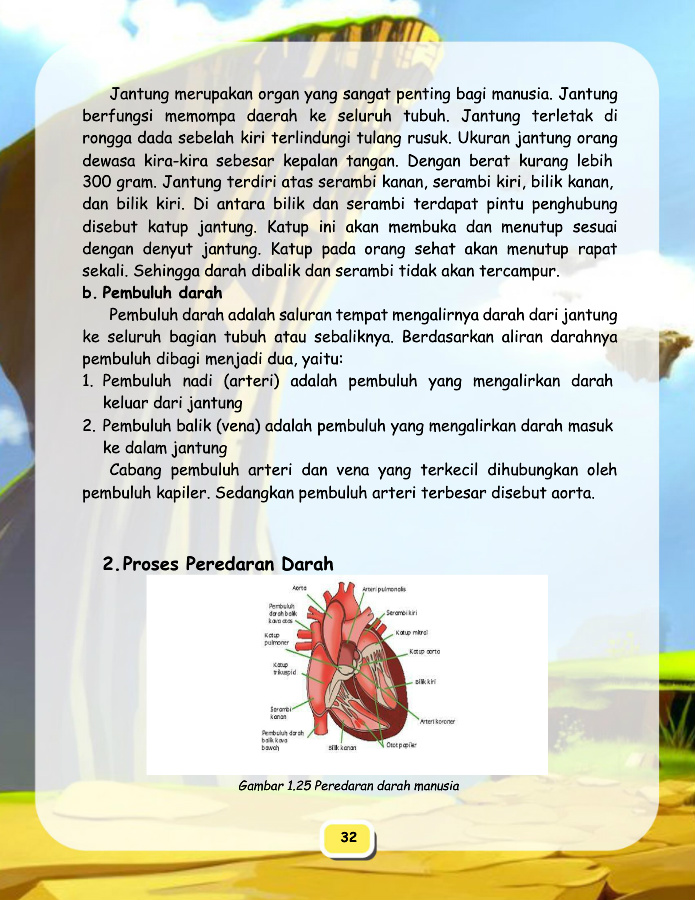 Jantung merupakan organ yang sangat penting bagi manusia. Jantung
berfungsi memompa daerah ke seluruh tubuh. Jantung terletak di
rongga dada sebelah kiri terlindungi tulang rusuk. Ukuran jantung orang
dewasa kira-kira sebesar kepalan tangan. Dengan berat kurang lebih
300 gram. Jantung terdiri atas serambi kanan, serambi kiri, bilik kanan,
dan bilik kiri. Di antara bilik dan serambi terdapat pintu penghubung
disebut katup jantung. Katup ini akan membuka dan menutup sesuai
dengan denyut jantung. Katup pada orang sehat akan menutup rapat
sekali. Sehingga darah dibalik dan serambi tidak akan tercampur.
b. Pembuluh darah
Pembuluh darah adalah saluran tempat mengalirnya darah dari jantung
ke seluruh bagian tubuh atau sebaliknya. Berdasarkan aliran darahnya
pembuluh dibagi menjadi dua, yaitu:
1. Pembuluh nadi (arteri) adalah pembuluh yang mengalirkan darah
keluar dari jantung
2. Pembuluh balik (vena) adalah pembuluh yang mengalirkan darah masuk
ke dalam jantung
Cabang pembuluh arteri dan vena yang terkecil dihubungkan oleh
pembuluh kapiler. Sedangkan pembuluh arteri terbesar disebut aorta.
2. Proses Peredaran Darah
Aorta
Arteri pulmonalis
Pembuluh
darah balik
kava atas
Serambi kiri
Katup mitral
Katup
pulmoner
Katup aorta
Katup
trikuspid
Bilik kiri
Serambi
kanan
Arteri koroner
Pembuluh darah
balik kava
bawah
Bilik kanan
Otot papiler
Gambar 1.25 Peredaran darah manusia
32